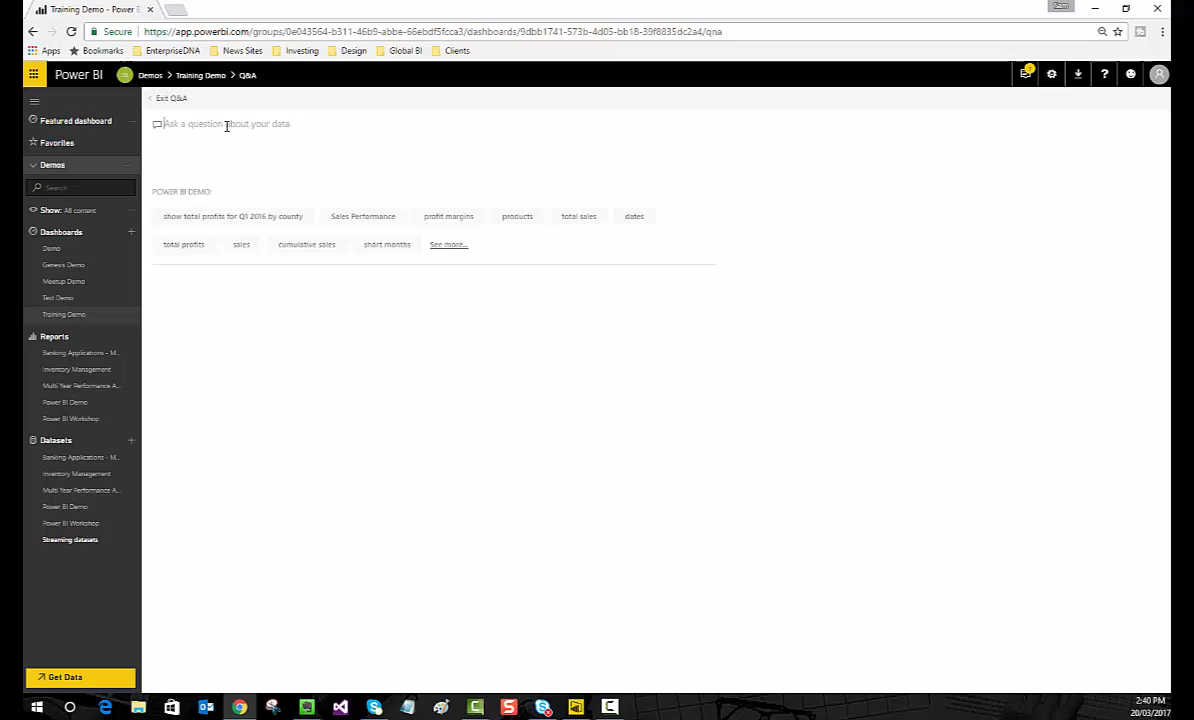 Training Demo - Power B
Sam
Secure
https://app.powerbi.com/groups/0e043564-b311-46b9-abbe-66ebdf5fcca3/dashboards/9dbb1741-573b-4d05-bb18-39f8835dc2a4/qna
Apps Bookmarks EnterpriseDNA News Sites Investing Design Global BI Clients
Power BI Demos > Training Demo > Q&A
Exit Q&A
Featured dashboard
Ask a question about your data
Favorites
Demos
Search
POWER BI DEMO:
Show: All content
show total profits for Q1 2016 by county Sales Performance profit margins products total sales dates
Dashboards
total profits sales cumulative sales short months See more...
Demo
Genesis Demo
Meetup Demo
Test Demo
Training Demo
Reports
Banking Applications - M...
Inventory Management
Multi Year Performance A...
Power BI Demo
Power BI Workshop
Datasets
Banking Applications - M...
Inventory Management
Multi Year Performance A...
Power BI Demo
Power BI Workshop
Streaming datasets
Get Data
2:40 PM
20/03/2017